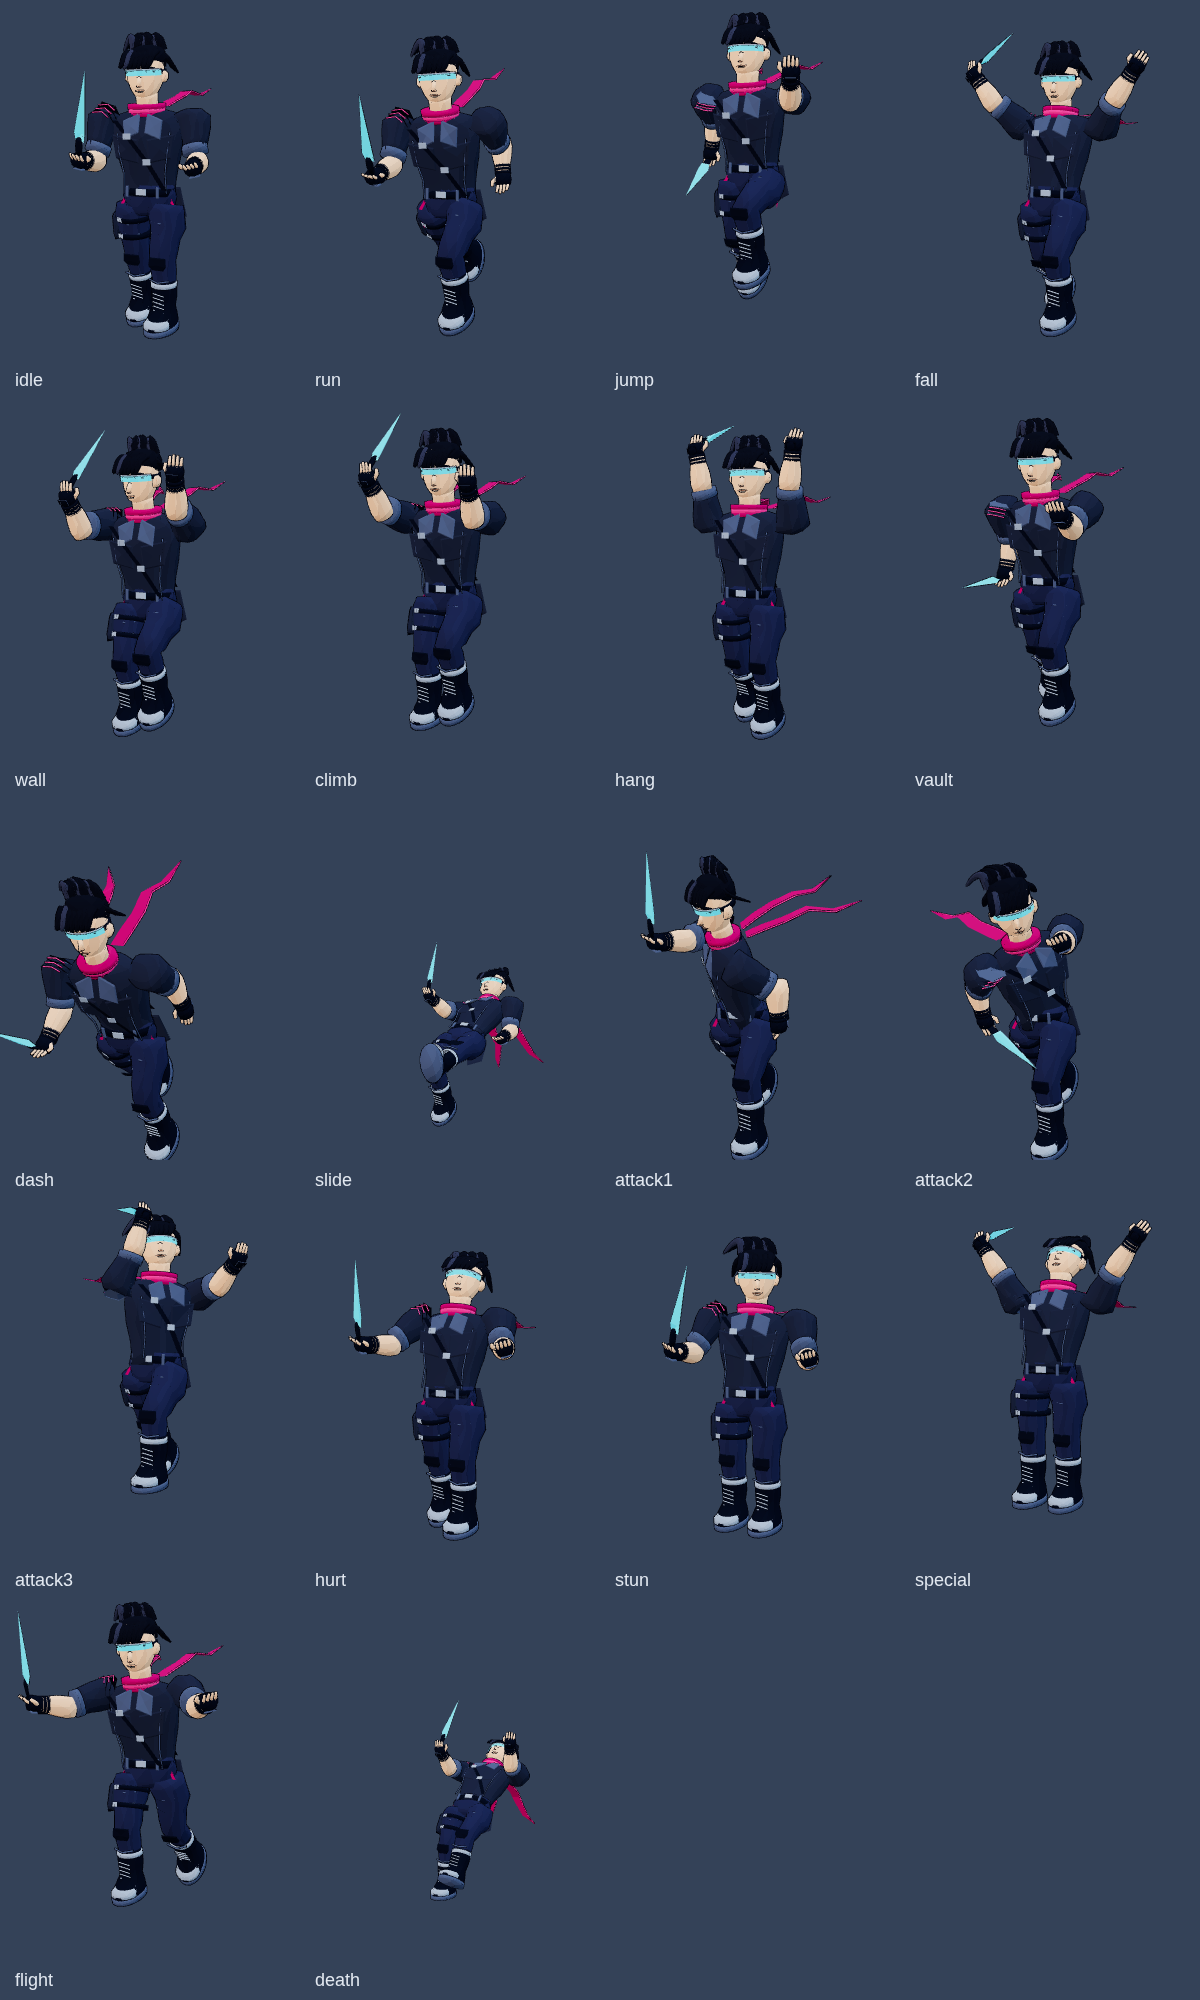 idle
run
jump
fall
wall
climb
hang
vault
dash
slide
attack1
attack2
attack3
hurt
stun
special
flight
death